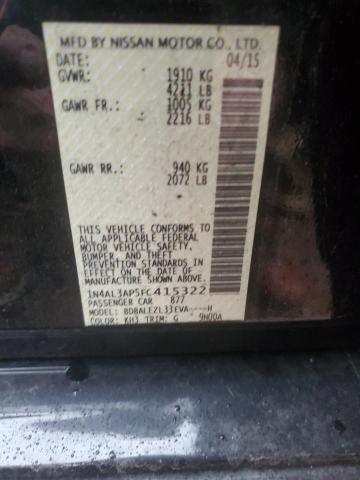 MFD BY NISSAN MOTOR CO., LTD.
DATE: 04/15
GVWR: 1910 KG
4211 LB
GAWR FR.: 1005 KG
2216 LB
GAWR RR.: 940 KG
2072 LB
THIS VEHICLE CONFORMS TO
ALL APPLICABLE FEDERAL
MOTOR VEHICLE SAFETY,
BUMPER, AND THEFT
PREVENTION STANDARDS
IN EFFECT ON THE DATE OF
MANUFACTURE SHOWN ABOVE.
1N4AL3AP5FC415322
PASSENGER CAR 877
MODEL: BDBALEZL33EVA----H
COLOR: KH3 TRIM: G 9N00A